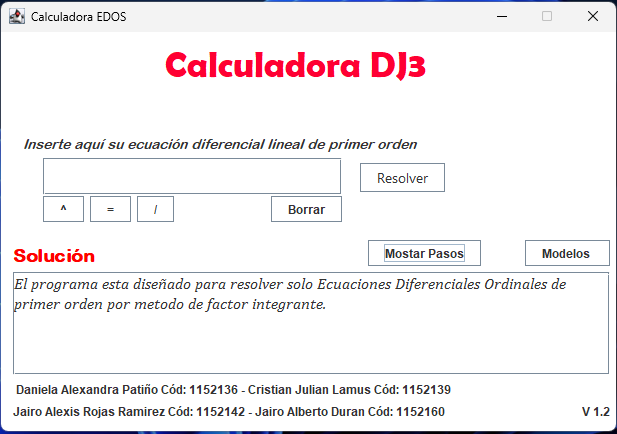 Calculadora EDOS
Calculadora DJ3
Inserte aquí su ecuación diferencial lineal de primer orden
Resolver
^ = / Borrar
Solución Mostar Pasos Modelos
El programa esta diseñado para resolver solo Ecuaciones Diferenciales Ordinales de
primer orden por metodo de factor integrante.
Daniela Alexandra Patiño Cód: 1152136 - Cristian Julian Lamus Cód: 1152139
Jairo Alexis Rojas Ramirez Cód: 1152142 - Jairo Alberto Duran Cód: 1152160 V 1.2